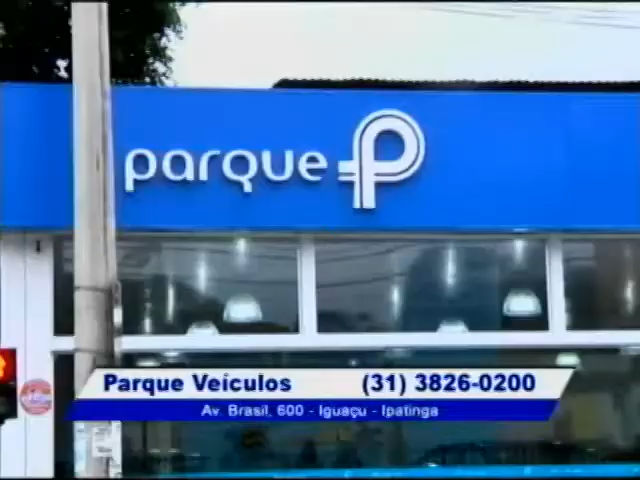 parque
Parque Veículos (31) 3826-0200
Av. Brasil, 600 - Iguaçu - Ipatinga